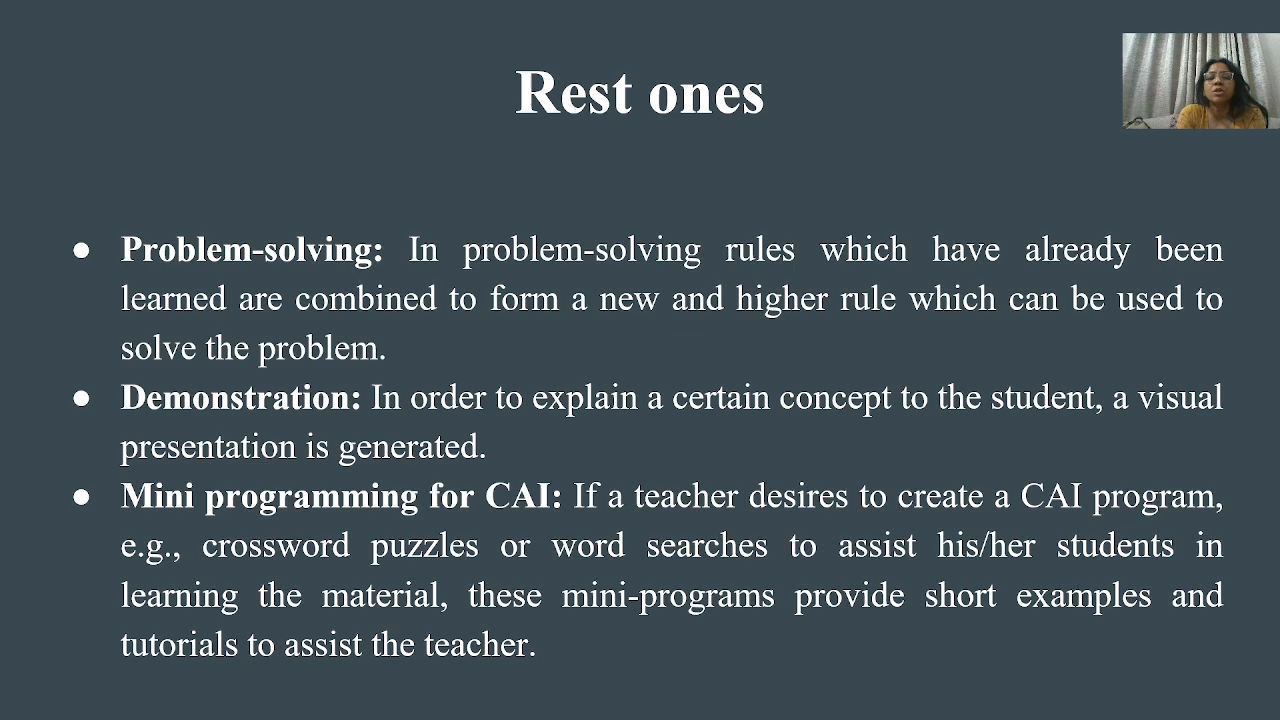 Rest ones
● Problem-solving: In problem-solving rules which have already been
learned are combined to form a new and higher rule which can be used to
solve the problem.
● Demonstration: In order to explain a certain concept to the student, a visual
presentation is generated.
● Mini programming for CAI: If a teacher desires to create a CAI program,
e.g., crossword puzzles or word searches to assist his/her students in
learning the material, these mini-programs provide short examples and
tutorials to assist the teacher.